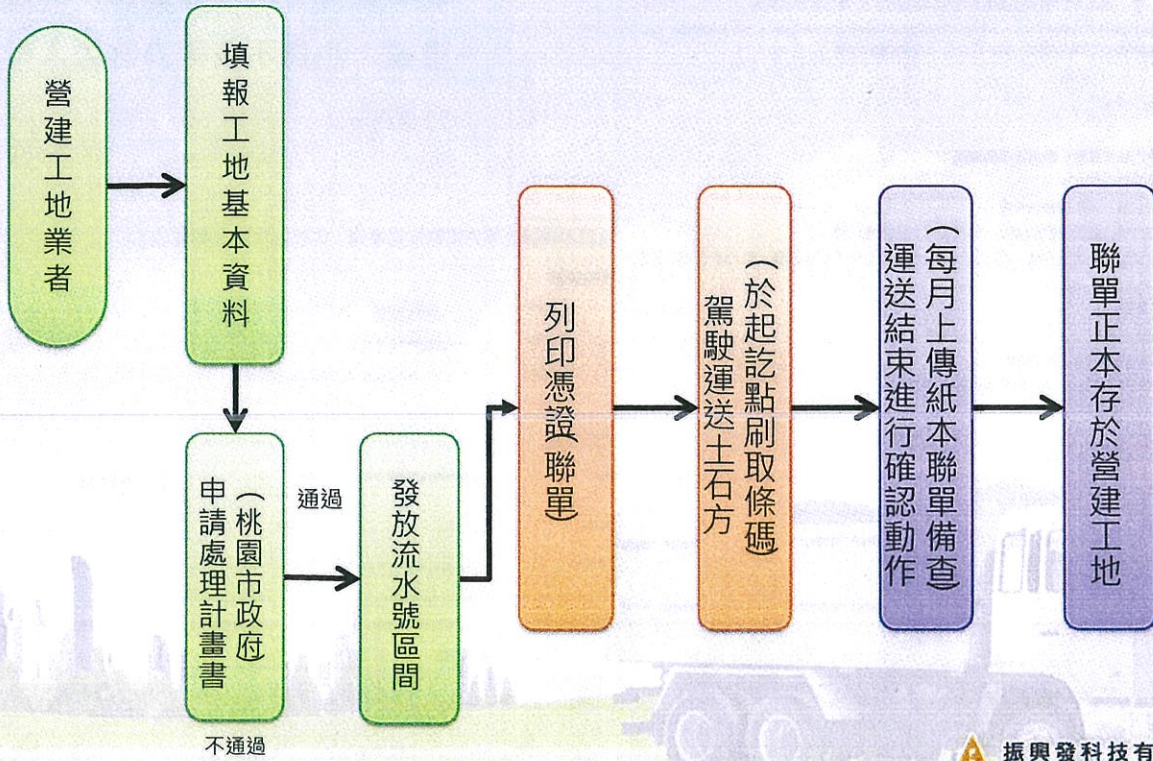 營建工地業者
填報工地基本資料
申請處理計畫書
(桃園市政府)
通過
不通過
發放流水號區間
列印憑證(聯單)
駕駛運送土石方
(於起訖點刷取條碼)
運送結束進行確認動作
(每月上傳紙本聯單備查)
聯單正本存於營建工地
振興發科技有